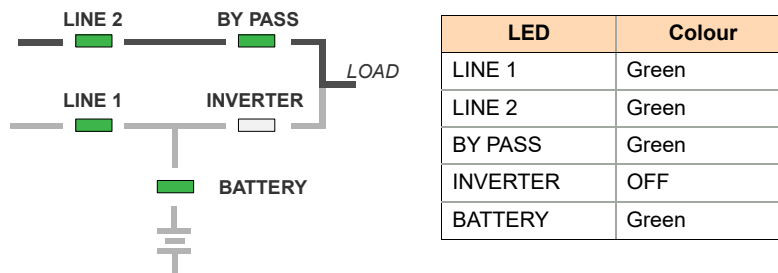 LINE 2 BY PASS
LOAD
LINE 1 INVERTER
BATTERY
LED Colour
LINE 1 Green
LINE 2 Green
BY PASS Green
INVERTER OFF
BATTERY Green